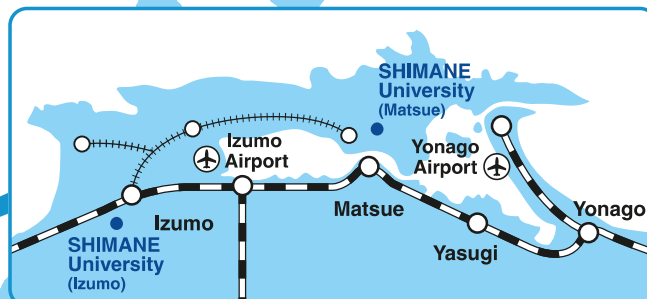 SHIMANE
University
(Matsue)
Izumo
Airport
Yonago
Airport
Matsue
Izumo
Yonago
Yasugi
SHIMANE
University
(Izumo)